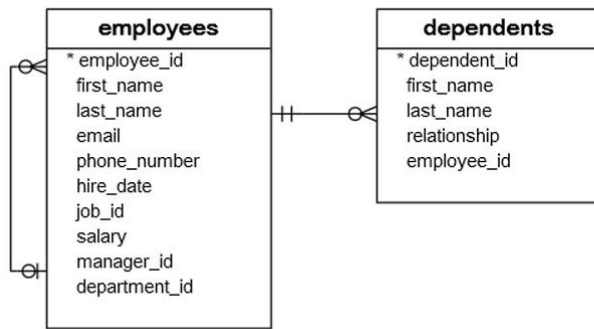 employees
* employee_id
first_name
last_name
email
phone_number
hire_date
job_id
salary
manager_id
department_id
dependents
* dependent_id
first_name
last_name
relationship
employee_id